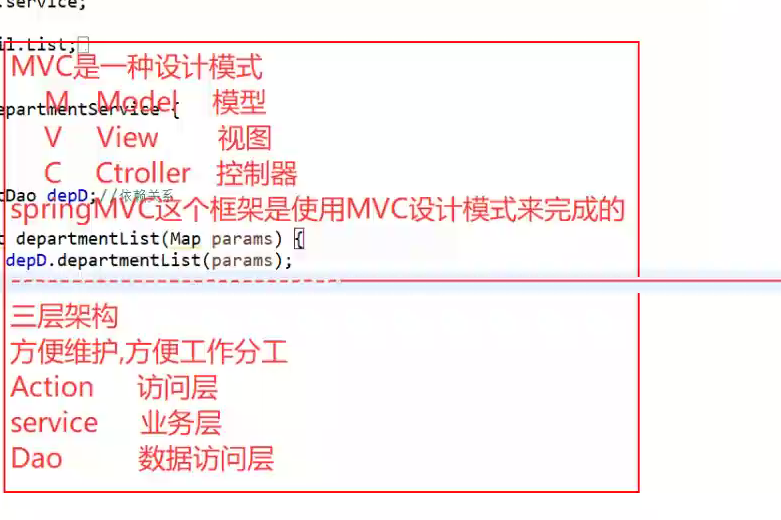 .service;
il.List;
MVC是一种设计模式
M Model 模型
epartmentService {
V View 视图
C Ctroller 控制器
tDao depD;//依赖关系
springMVC这个框架是使用MVC设计模式来完成的
t departmentList(Map params) {
depD.departmentList(params);
三层架构
方便维护,方便工作分工
Action 访问层
service 业务层
Dao 数据访问层